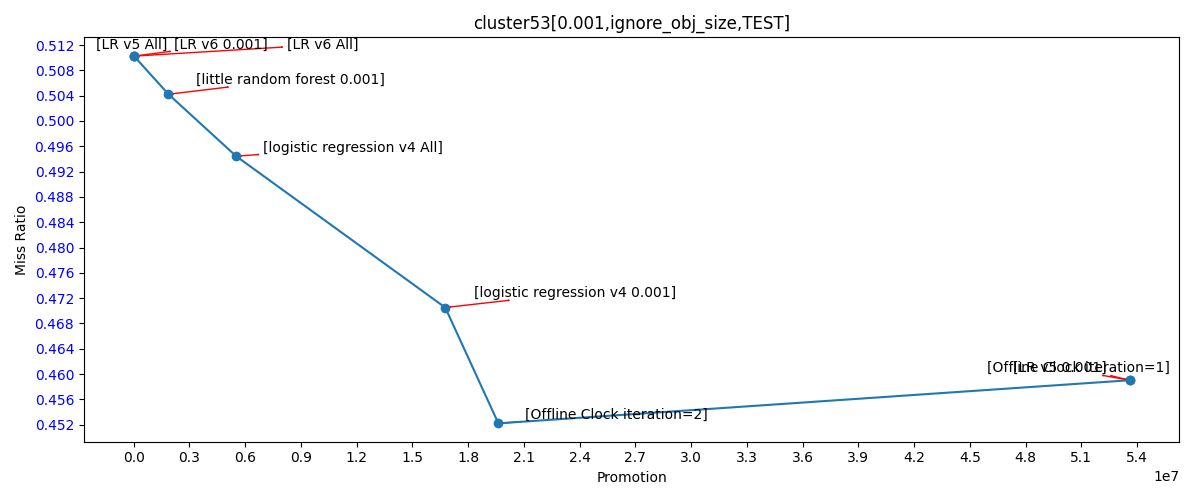 cluster53[0.001,ignore_obj_size,TEST]
[LR v5 All] [LR v6 0.001] [LR v6 All]
[little random forest 0.001]
[logistic regression v4 All]
[logistic regression v4 0.001]
[Offline Clock iteration=1]
[LR v5 0.001]
[Offline Clock iteration=2]
Miss Ratio
0.512
0.508
0.504
0.500
0.496
0.492
0.488
0.484
0.480
0.476
0.472
0.468
0.464
0.460
0.456
0.452
0.0 0.3 0.6 0.9 1.2 1.5 1.8 2.1 2.4 2.7 3.0 3.3 3.6 3.9 4.2 4.5 4.8 5.1 5.4
1e7
Promotion